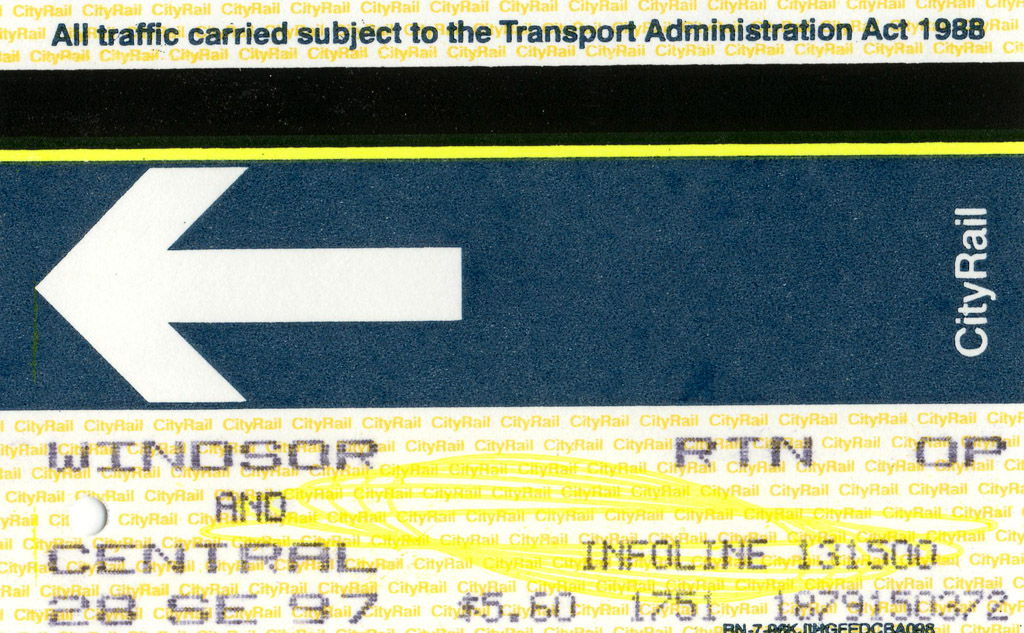 All traffic carried subject to the Transport Administration Act 1988
CityRail
WINDSOR RTN OP
AND
CENTRAL INFOLINE 131500
28 SE 97 $5.60 1751